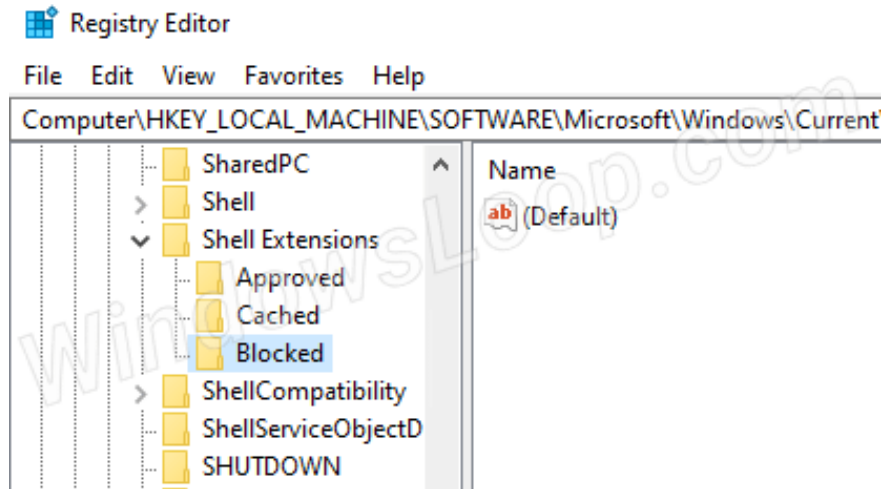 Registry Editor
File Edit View Favorites Help
Computer\HKEY_LOCAL_MACHINE\SOFTWARE\Microsoft\Windows\Current
SharedPC
Shell
Shell Extensions
Approved
Cached
Blocked
ShellCompatibility
ShellServiceObjectD
SHUTDOWN
Name
ab (Default)
WindowsLoop.com